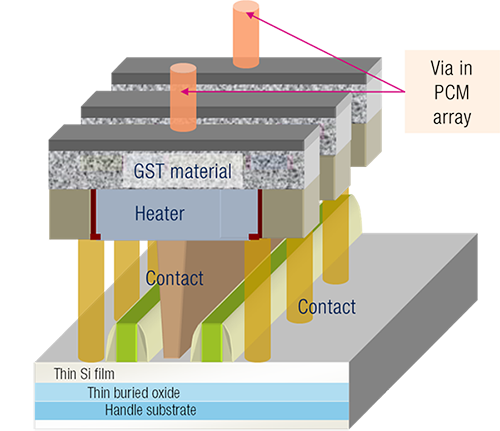 Via in
PCM
array
GST material
Heater
Contact
Contact
Thin Si film
Thin buried oxide
Handle substrate